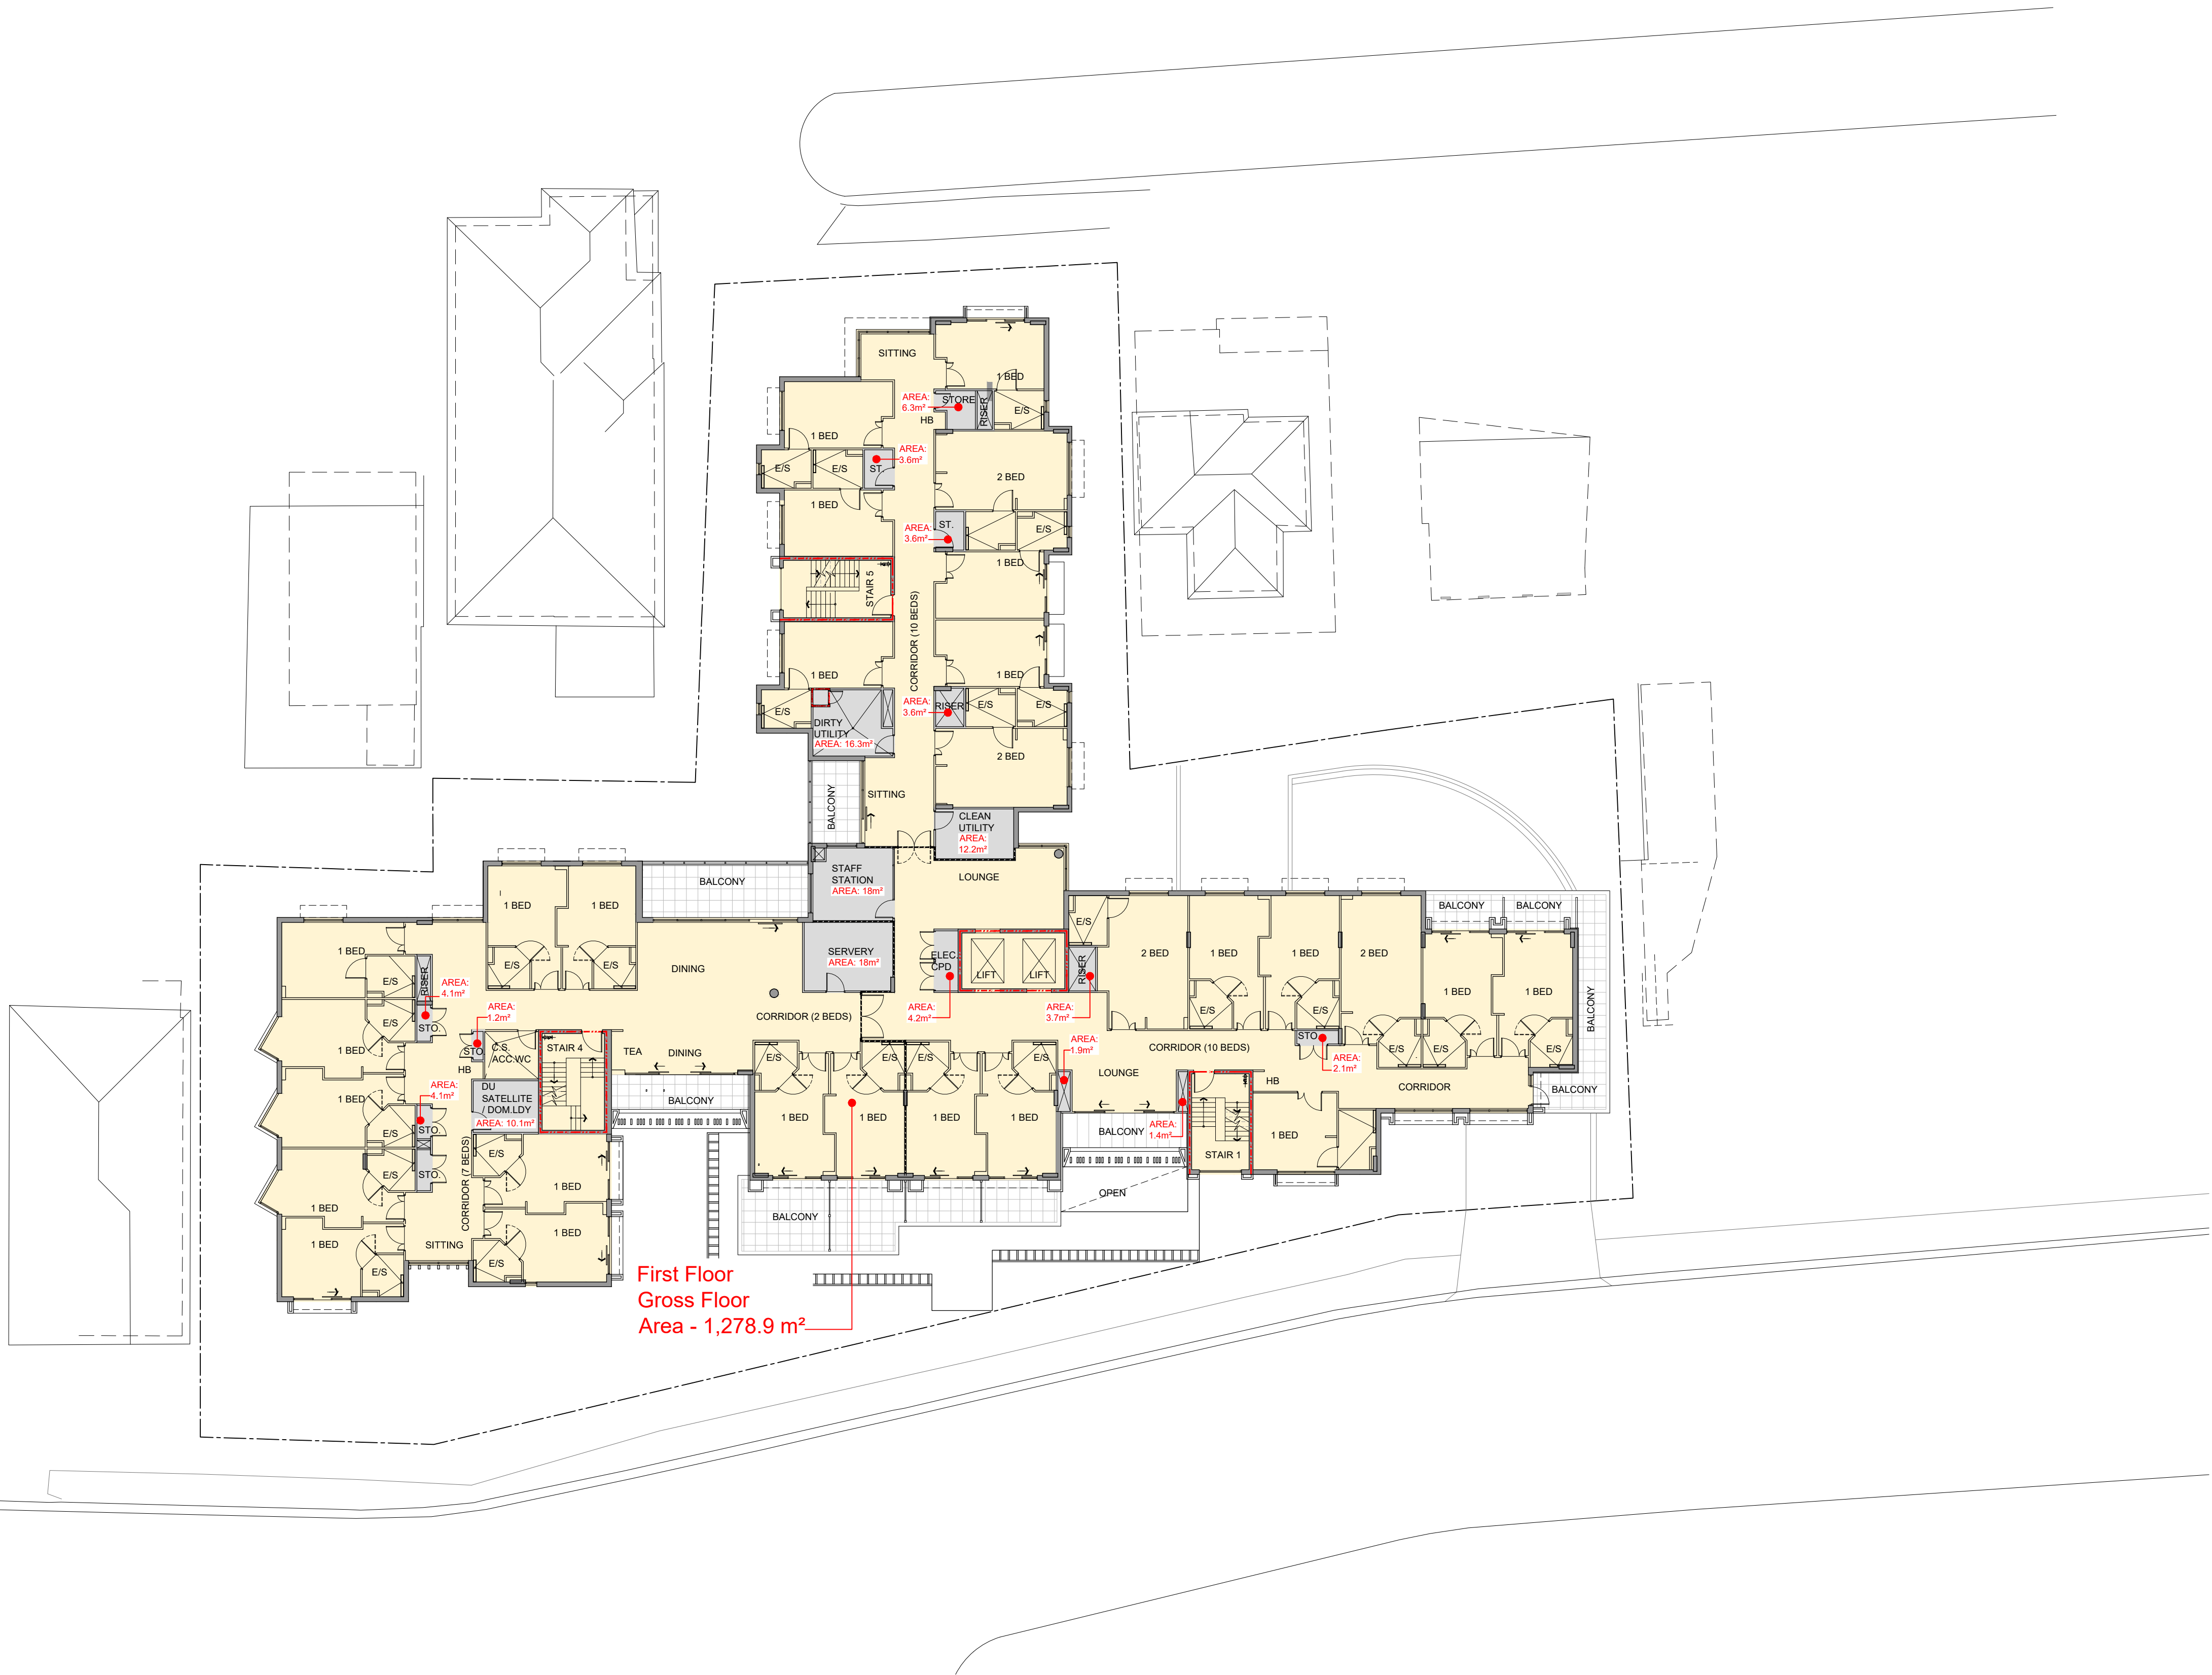 SITTING
1 BED
AREA:
6.3m²
STORE
RISER
E/S
HB
1 BED
AREA:
3.6m²
E/S
E/S
ST.
2 BED
1 BED
AREA:
3.6m²
ST.
E/S
1 BED
STAIR 5
CORRIDOR (10 BEDS)
1 BED
1 BED
AREA:
3.6m²
RISER
E/S
E/S
E/S
DIRTY
UTILITY
AREA: 16.3m²
2 BED
SITTING
BALCONY
CLEAN
UTILITY
AREA:
12.2m²
STAFF
STATION
AREA: 18m²
LOUNGE
BALCONY
1 BED
1 BED
E/S
E/S
DINING
SERVERY
AREA: 18m²
ELEC.
CPD
LIFT
LIFT
AREA:
4.2m²
RISER
AREA:
3.7m²
E/S
2 BED
1 BED
1 BED
2 BED
BALCONY
BALCONY
1 BED
1 BED
BALCONY
E/S
E/S
1 BED
E/S
RISER
AREA:
4.1m²
STO.
E/S
1 BED
AREA:
1.2m²
STO
C.S.
ACC.WC
STAIR 4
HB
TEA
DINING
CORRIDOR (2 BEDS)
DU
SATELLITE
/ DOM.LDY
AREA: 10.1m²
BALCONY
1 BED
AREA:
4.1m²
STO.
E/S
E/S
E/S
E/S
E/S
1 BED
1 BED
1 BED
1 BED
AREA:
1.9m²
LOUNGE
CORRIDOR (10 BEDS)
STO
AREA:
2.1m²
E/S
E/S
E/S
HB
CORRIDOR
BALCONY
BALCONY
AREA:
1.4m²
STAIR 1
1 BED
OPEN
E/S
STO.
CORRIDOR (7 BEDS)
E/S
1 BED
1 BED
1 BED
1 BED
SITTING
E/S
E/S
BALCONY
First Floor
Gross Floor
Area - 1,278.9 m²